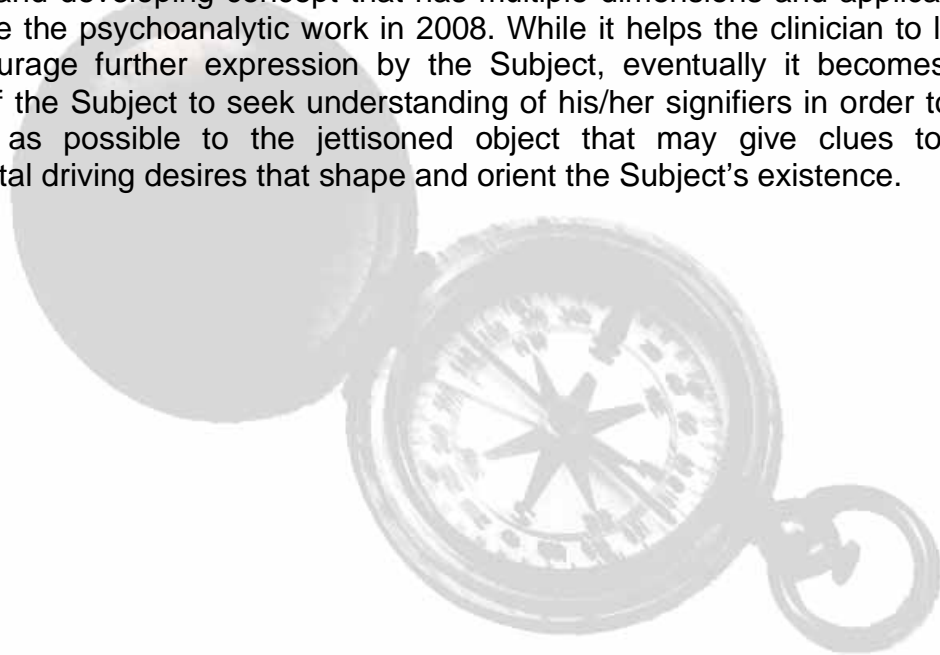 and developing concept that has multiple dimensions and
e the psychoanalytic work in 2008. While it helps the clinician to
urage further expression by the Subject, eventually it becomes
f the Subject to seek understanding of his/her signifiers in order to
as possible to the jettisoned object that may give clues to
tal driving desires that shape and orient the Subject's existence.